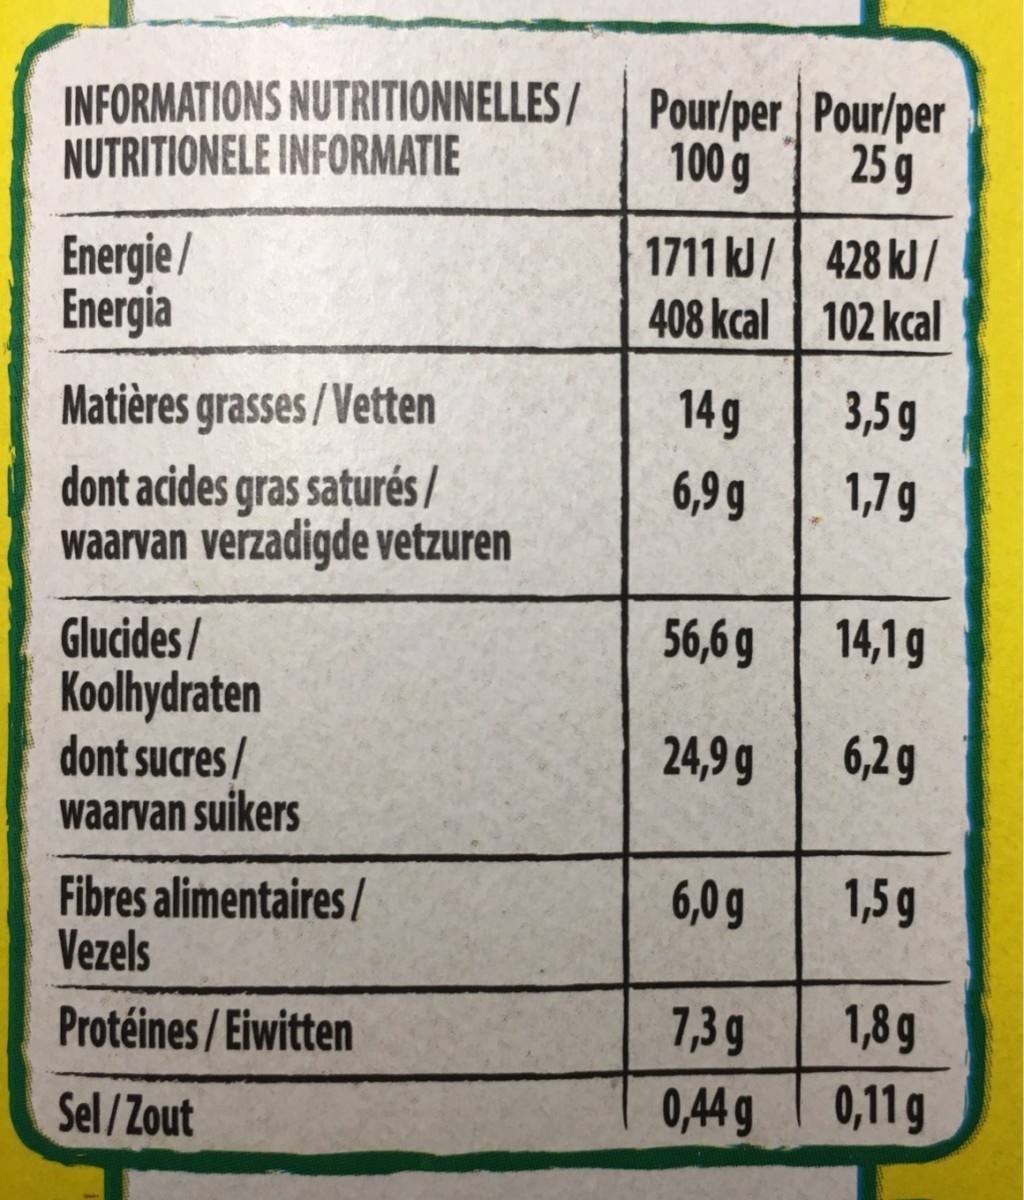 INFORMATIONS NUTRITIONNELLES / Pour/per Pour/per
NUTRITIONELE INFORMATIE 100 g 25 g
Energie / 1711 kJ / 428 kJ /
Energia 408 kcal 102 kcal
Matières grasses / Vetten 14 g 3,5 g
dont acides gras saturés / 6,9 g 1,7 g
waarvan verzadigde vetzuren
Glucides / 56,6 g 14,1 g
Koolhydraten
dont sucres / 24,9 g 6,2 g
waarvan suikers
Fibres alimentaires / 6,0 g 1,5 g
Vezels
Protéines / Eiwitten 7,3 g 1,8 g
Sel / Zout 0,44 g 0,11 g